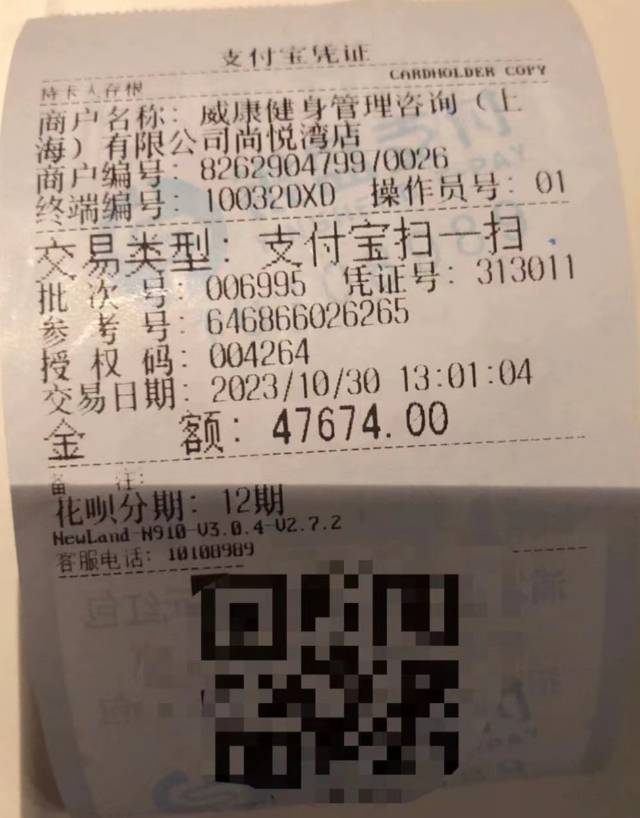 支付宝凭证
CARDHOLDER COPY
持卡人存根
商户名称: 威康健身管理咨询(上
海)有限公司尚悦湾店
商户编号: 826290479970026
终端编号: 10032DXD 操作员号: 01
交易类型: 支付宝扫一扫
批 次 号: 006995 凭证号: 313011
参 考 号: 646866026265
授 权 码: 004264
交易日期: 2023/10/30 13:01:04
金 额: 47674.00
备 注:
花呗分期: 12期
NewLand-N910-V3.0.4-V2.7.2
客服电话: 10108989